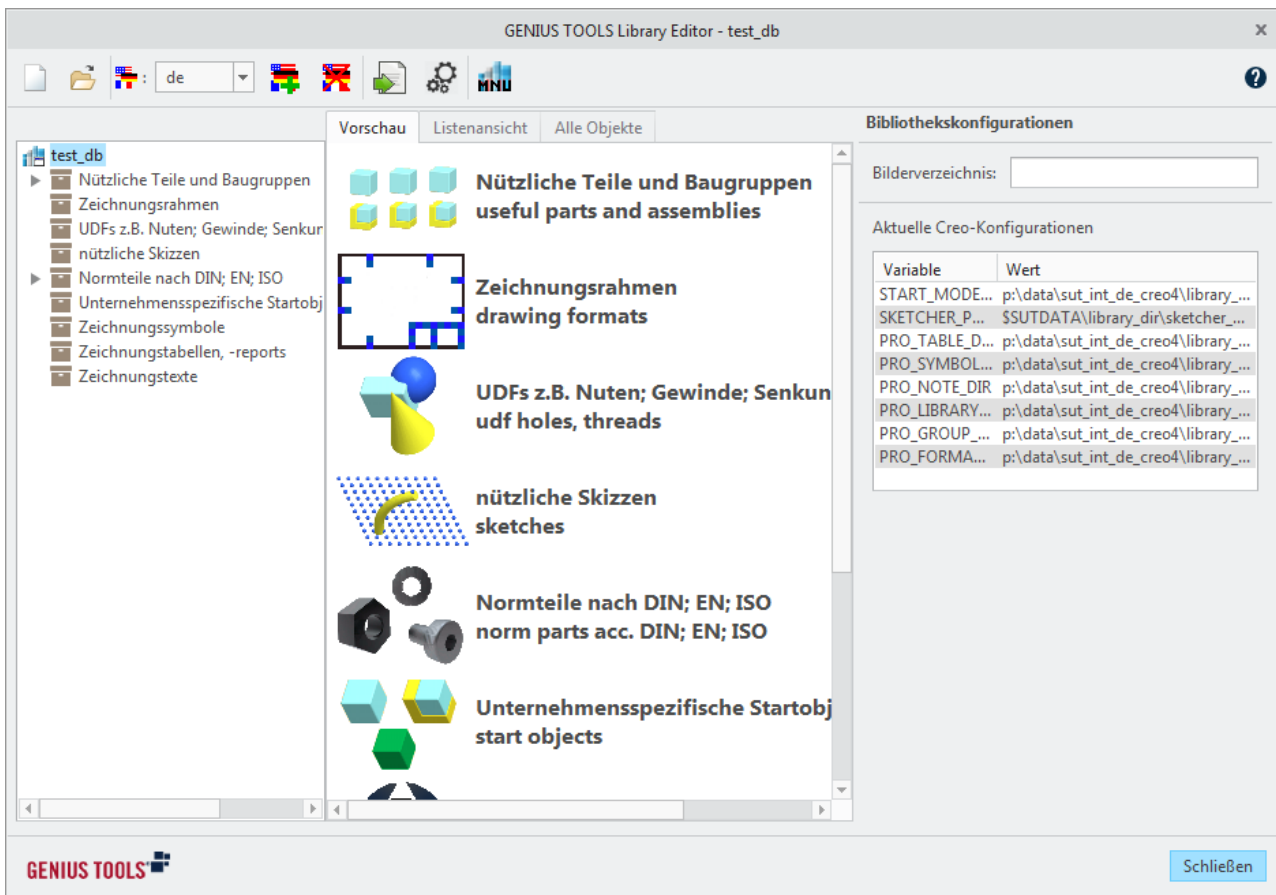 GENIUS TOOLS Library Editor - test_db
x
: de
MNU
?
Vorschau
Listenansicht
Alle Objekte
Bibliothekskonfigurationen
test_db
Nützliche Teile und Baugruppen
Zeichnungsrahmen
UDFs z.B. Nuten; Gewinde; Senkur
nützliche Skizzen
Normteile nach DIN; EN; ISO
Unternehmensspezifische Startobj
Zeichnungssymbole
Zeichnungstabellen, -reports
Zeichnungstexte
Nützliche Teile und Baugruppen
useful parts and assemblies
Zeichnungsrahmen
drawing formats
UDFs z.B. Nuten; Gewinde; Senkun
udf holes, threads
nützliche Skizzen
sketches
Normteile nach DIN; EN; ISO
norm parts acc. DIN; EN; ISO
Unternehmensspezifische Startobj
start objects
Bilderverzeichnis:
Aktuelle Creo-Konfigurationen
Variable Wert
START_MODE... p:\data\sut_int_de_creo4\library_...
SKETCHER_P... $SUTDATA\library_dir\sketcher_...
PRO_TABLE_D... p:\data\sut_int_de_creo4\library_...
PRO_SYMBOL... p:\data\sut_int_de_creo4\library_...
PRO_NOTE_DIR p:\data\sut_int_de_creo4\library_...
PRO_LIBRARY... p:\data\sut_int_de_creo4\library_...
PRO_GROUP_... p:\data\sut_int_de_creo4\library_...
PRO_FORMA... p:\data\sut_int_de_creo4\library_...
GENIUS TOOLS
Schließen